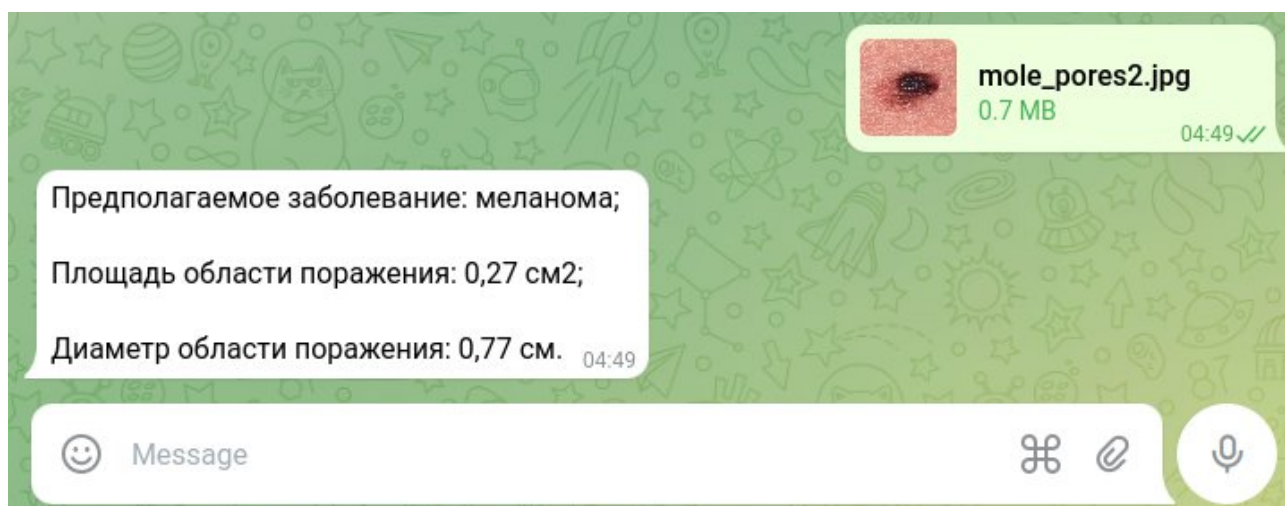 mole_pores2.jpg
0.7 MB
04:49
Предполагаемое заболевание: меланома;
Площадь области поражения: 0,27 см2;
Диаметр области поражения: 0,77 см.
04:49
Message